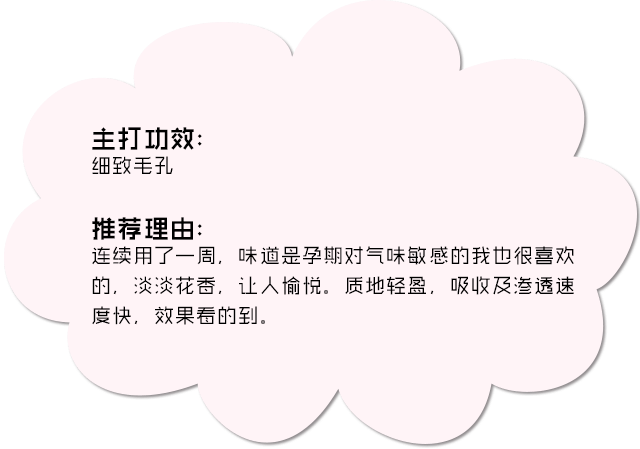 主打功效:
细致毛孔
推荐理由:
连续用了一周，味道是孕期对气味敏感的我也很喜欢
的，淡淡花香，让人愉悦。质地轻盈，吸收及渗透速
度快，效果看的到。